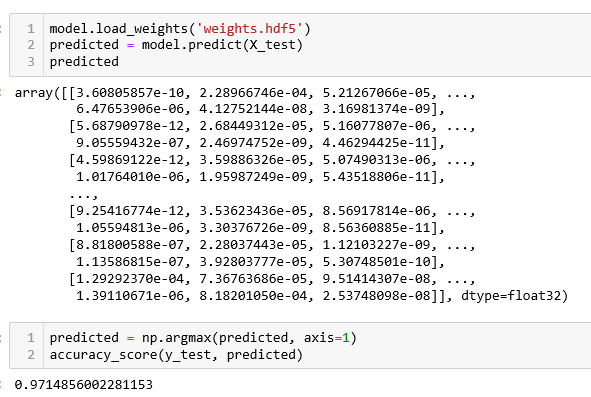 1 model.load_weights('weights.hdf5')
2 predicted = model.predict(X_test)
3 predicted
array([[3.60805857e-10, 2.28966746e-04, 5.21267066e-05, ...,
6.47653906e-06, 4.12752144e-08, 3.16981374e-09],
[5.68790978e-12, 2.68449312e-05, 5.16077807e-06, ...,
9.05559432e-07, 2.46974752e-09, 4.46294425e-11],
[4.59869122e-12, 3.59886326e-05, 5.07490313e-06, ...,
1.01764010e-06, 1.95987249e-09, 5.43518806e-11],
...,
[9.25416774e-12, 3.53623436e-05, 8.56917814e-06, ...,
1.05594813e-06, 3.30376726e-09, 8.56360885e-11],
[8.81800588e-07, 2.28037443e-05, 1.12103227e-09, ...,
1.13586815e-07, 3.92803777e-05, 5.30748501e-10],
[1.29292370e-04, 7.36763686e-05, 9.51414307e-08, ...,
1.39110671e-06, 8.18201050e-04, 2.53748098e-08]], dtype=float32)
1 predicted = np.argmax(predicted, axis=1)
2 accuracy_score(y_test, predicted)
0.9714856002281153